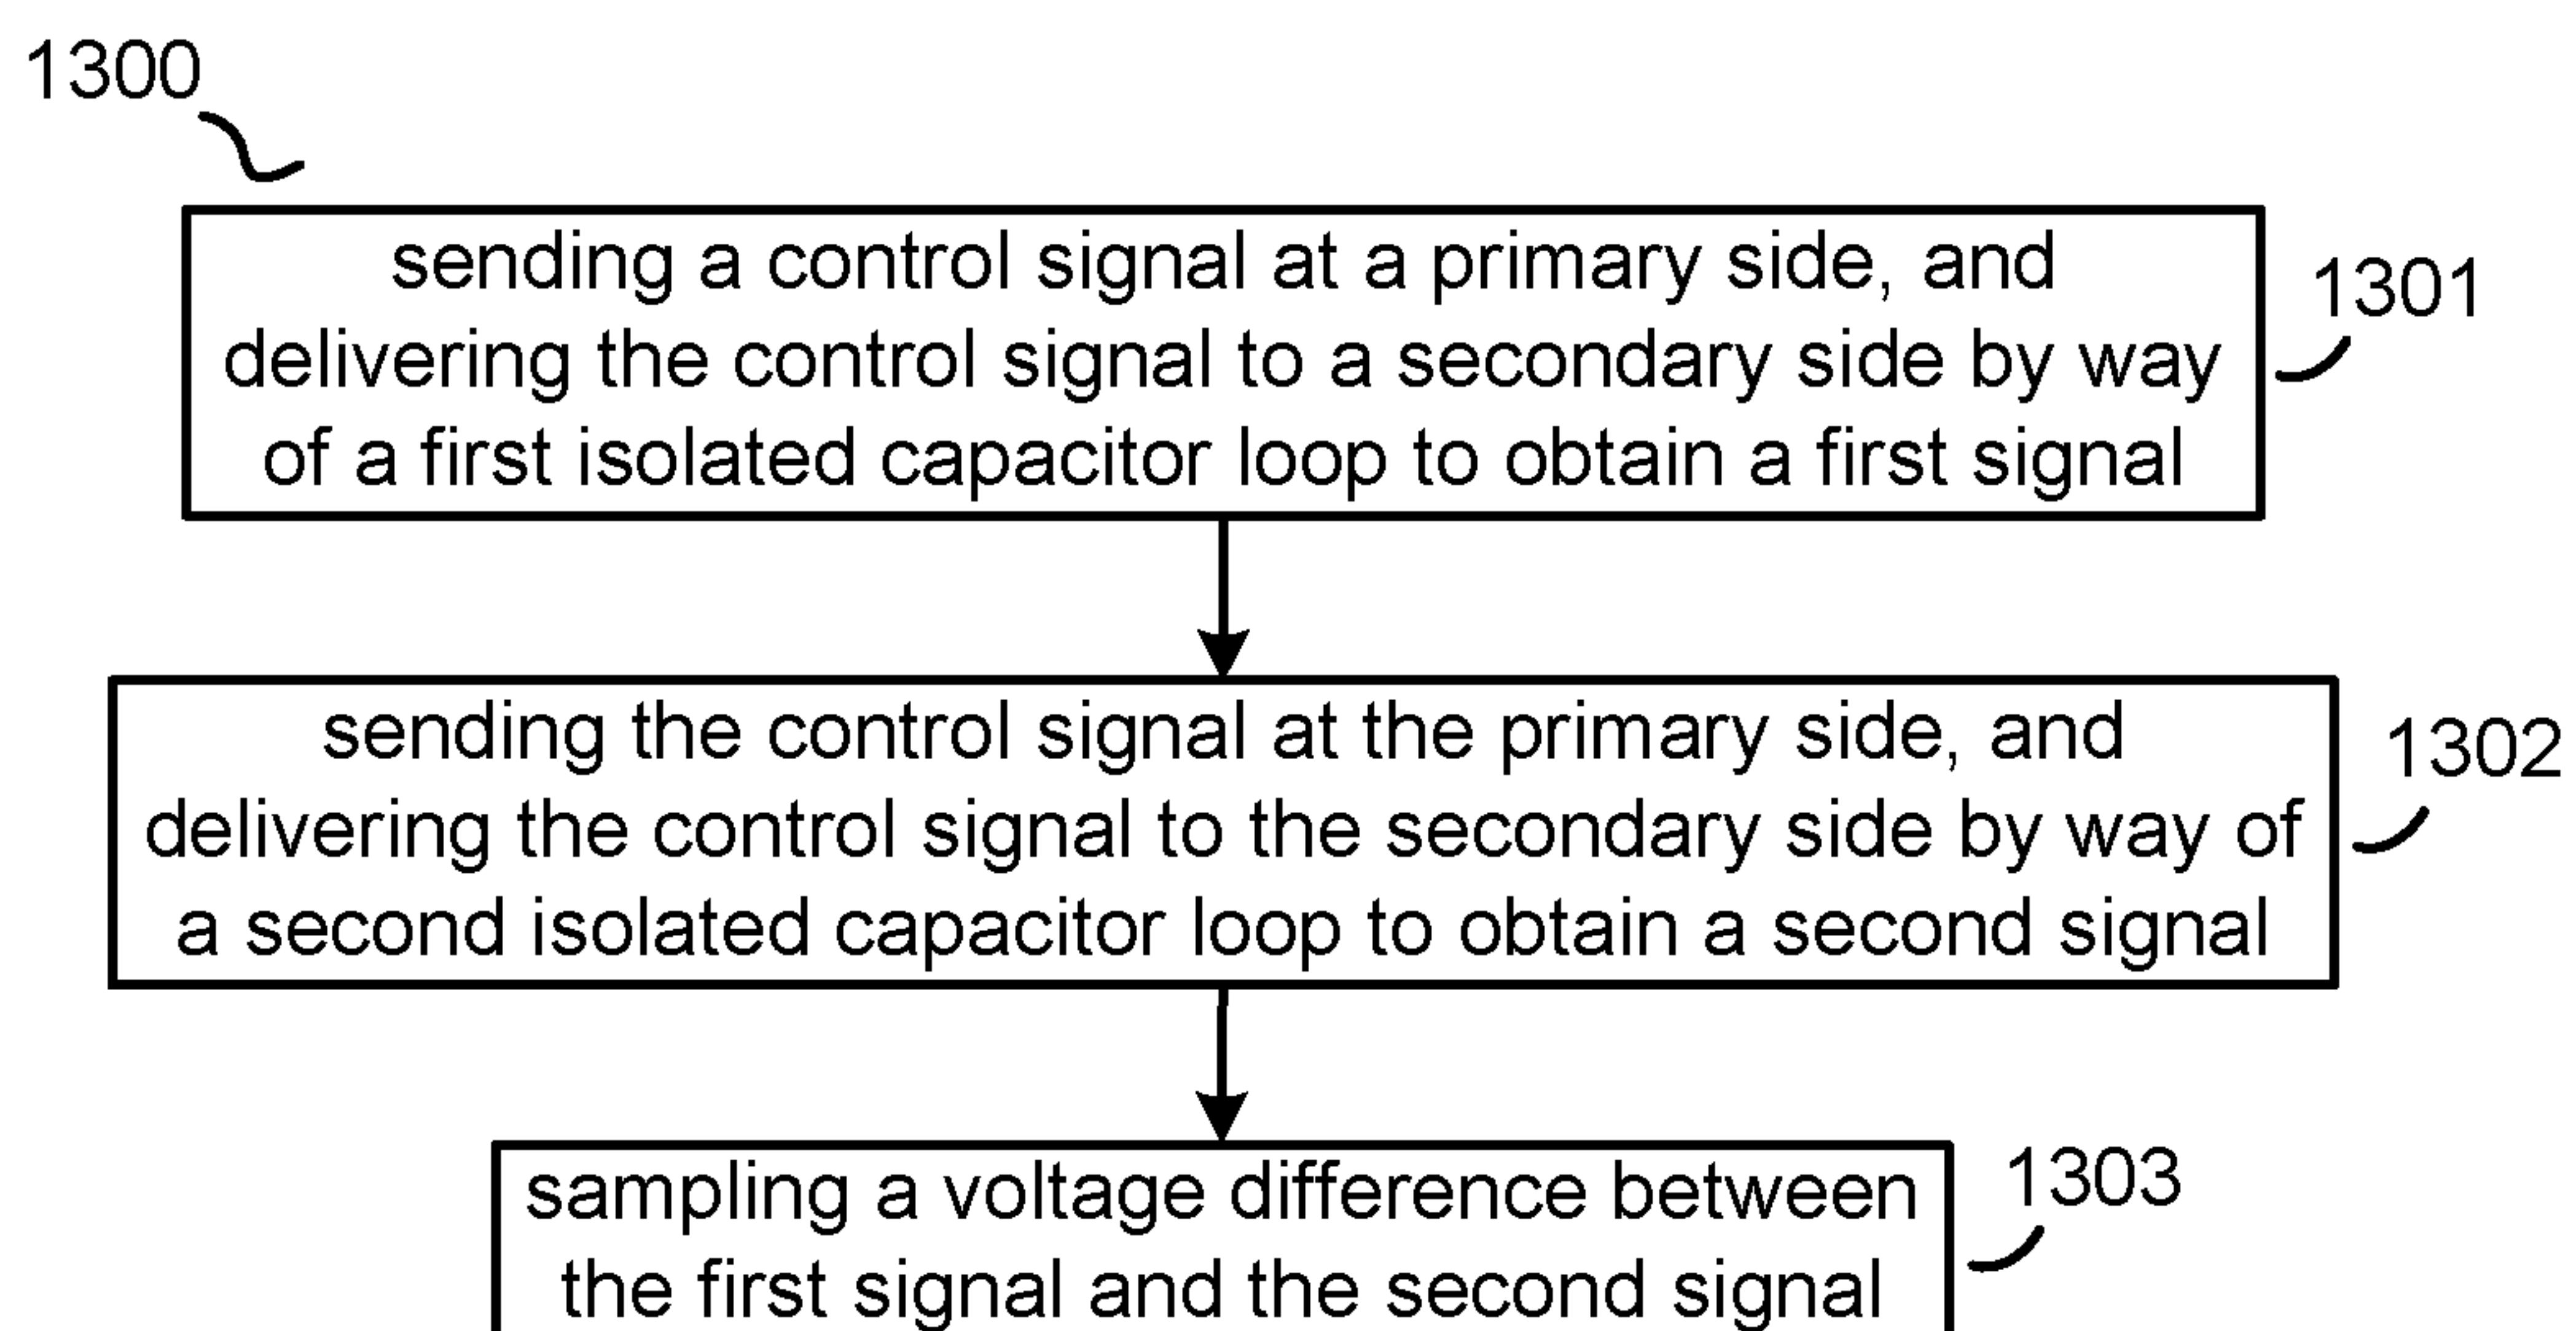 1300
sending a control signal at a primary side, and
delivering the control signal to a secondary side by way
of a first isolated capacitor loop to obtain a first signal
1301
sending the control signal at the primary side, and
delivering the control signal to the secondary side by way of
a second isolated capacitor loop to obtain a second signal
1302
sampling a voltage difference between
the first signal and the second signal
1303